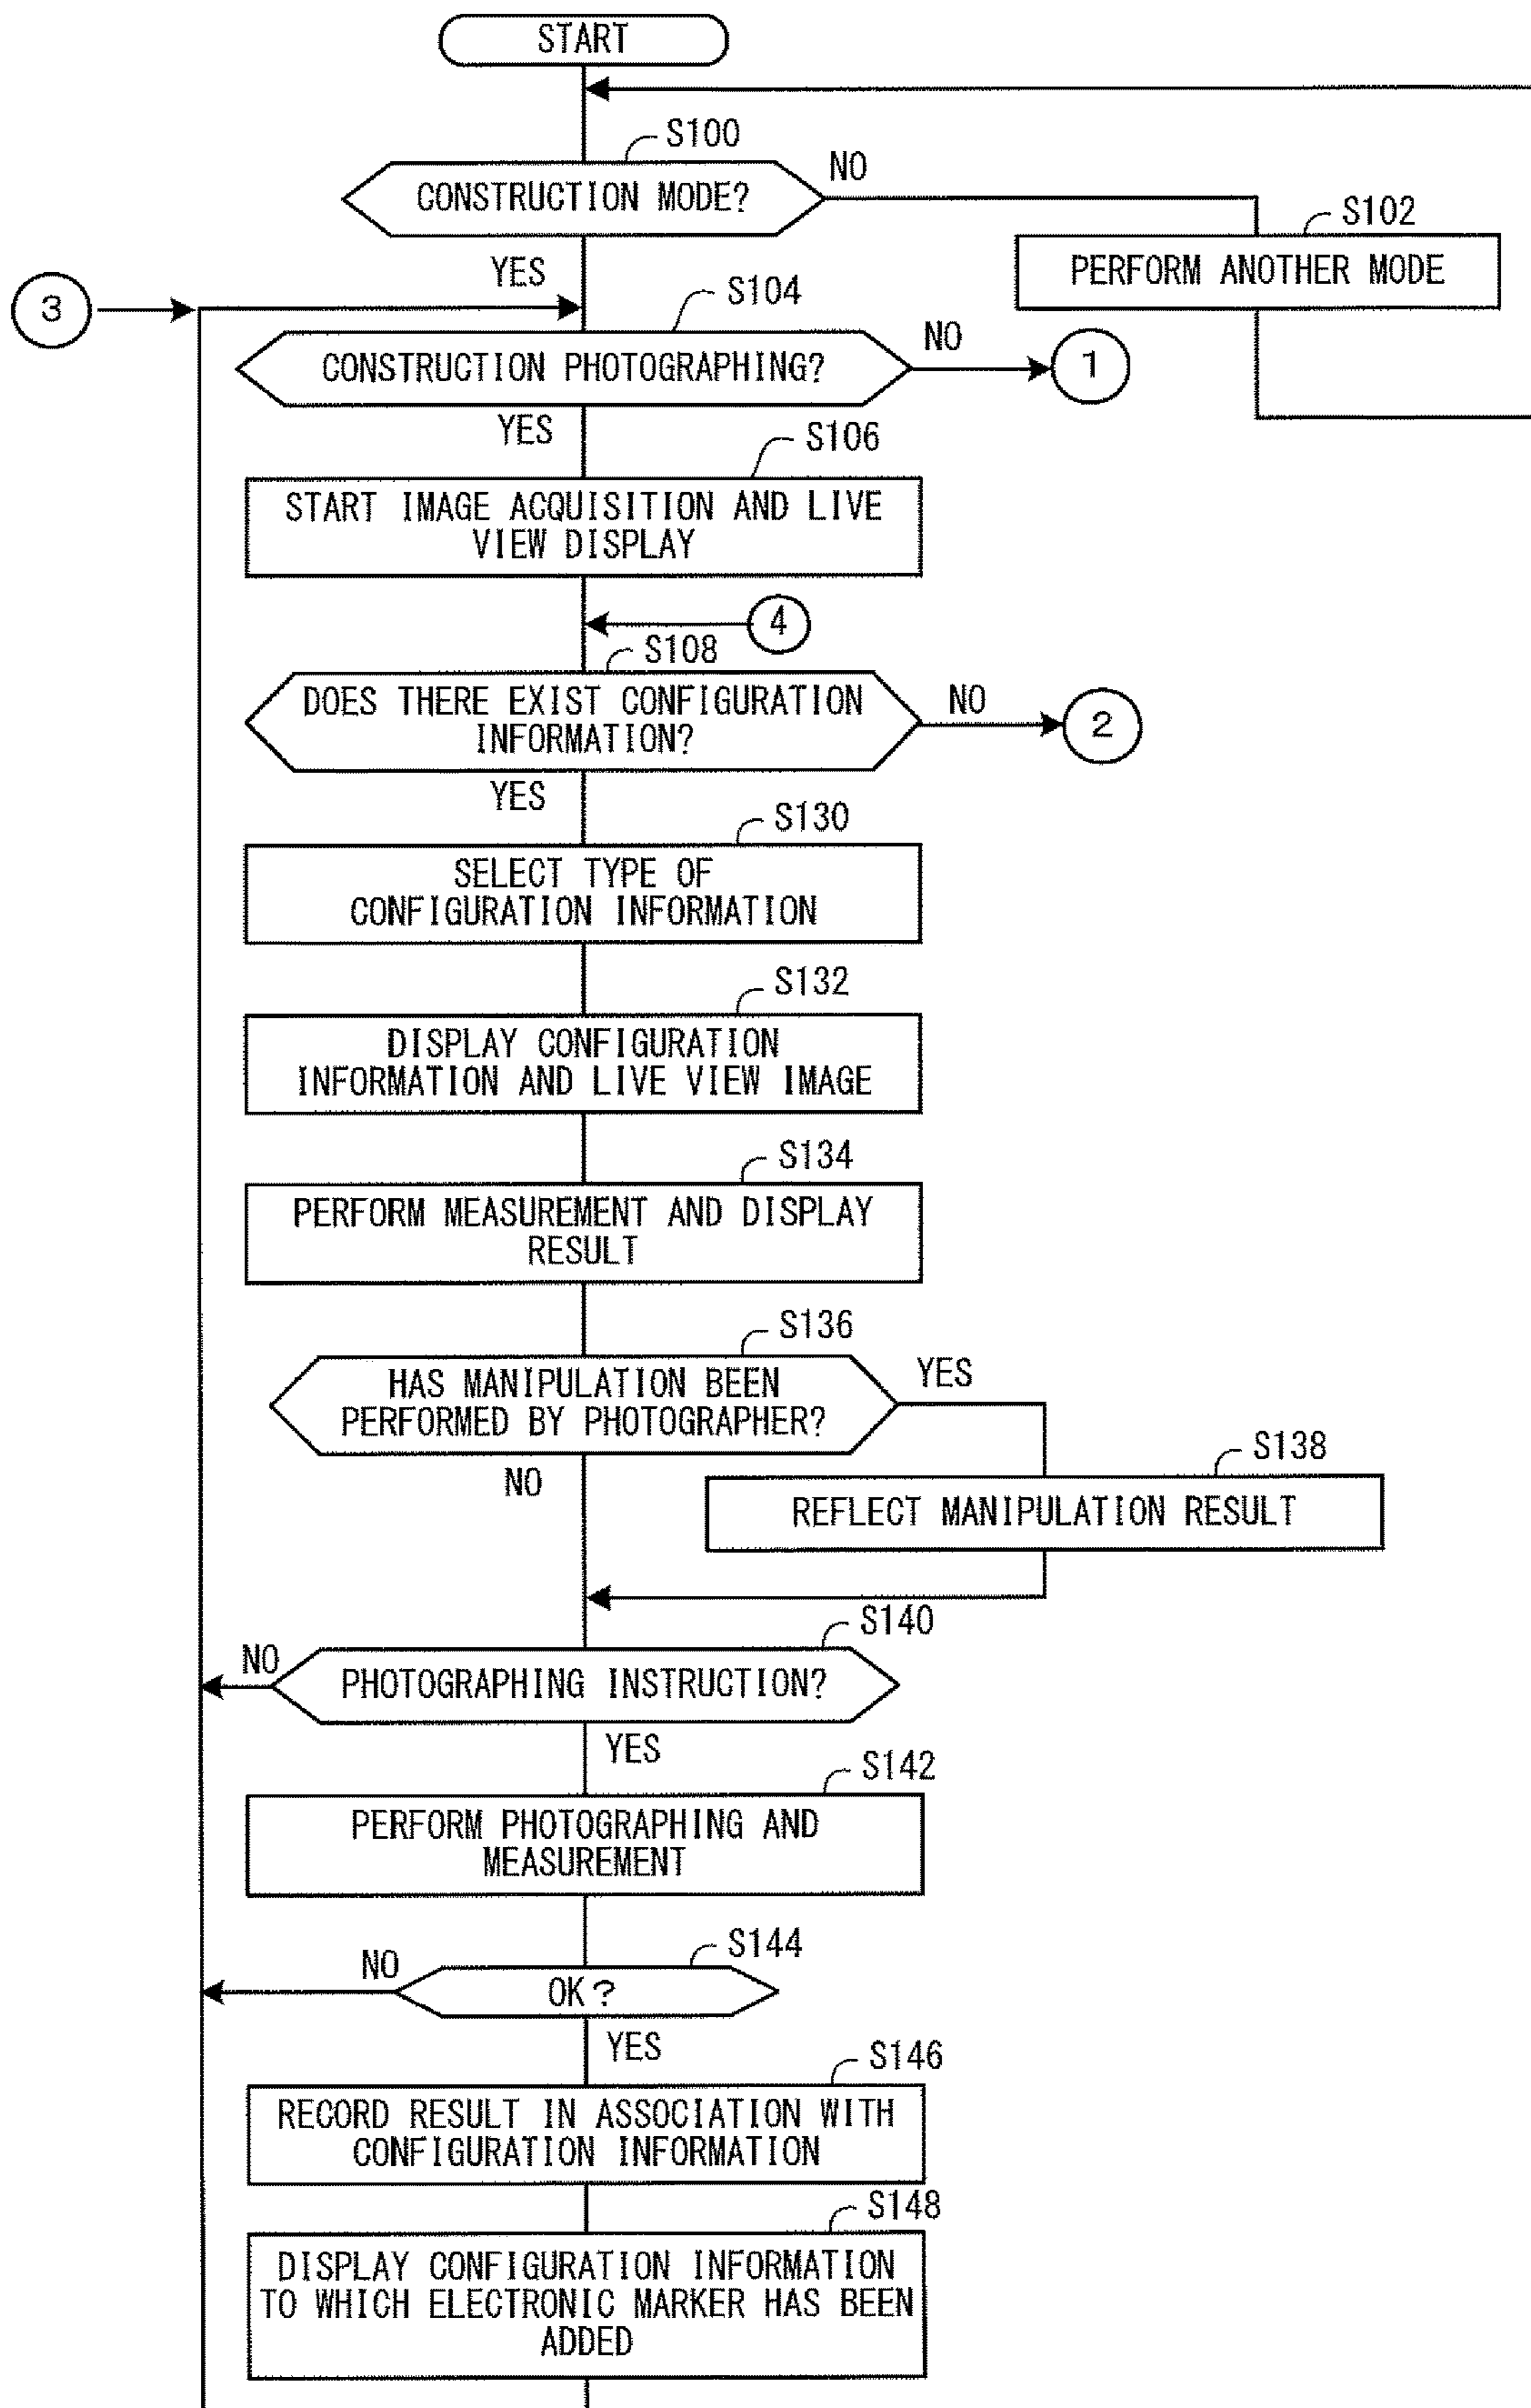 START
S100
CONSTRUCTION MODE?
NO
S102
PERFORM ANOTHER MODE
YES
3
S104
CONSTRUCTION PHOTOGRAPHING?
NO
1
YES
S106
START IMAGE ACQUISITION AND LIVE
VIEW DISPLAY
4
S108
DOES THERE EXIST CONFIGURATION
INFORMATION?
NO
2
YES
S130
SELECT TYPE OF
CONFIGURATION INFORMATION
S132
DISPLAY CONFIGURATION
INFORMATION AND LIVE VIEW IMAGE
S134
PERFORM MEASUREMENT AND DISPLAY
RESULT
S136
HAS MANIPULATION BEEN
PERFORMED BY PHOTOGRAPHER?
YES
NO
S138
REFLECT MANIPULATION RESULT
S140
NO
PHOTOGRAPHING INSTRUCTION?
YES
S142
PERFORM PHOTOGRAPHING AND
MEASUREMENT
S144
NO
OK?
YES
S146
RECORD RESULT IN ASSOCIATION WITH
CONFIGURATION INFORMATION
S148
DISPLAY CONFIGURATION INFORMATION
TO WHICH ELECTRONIC MARKER HAS BEEN
ADDED